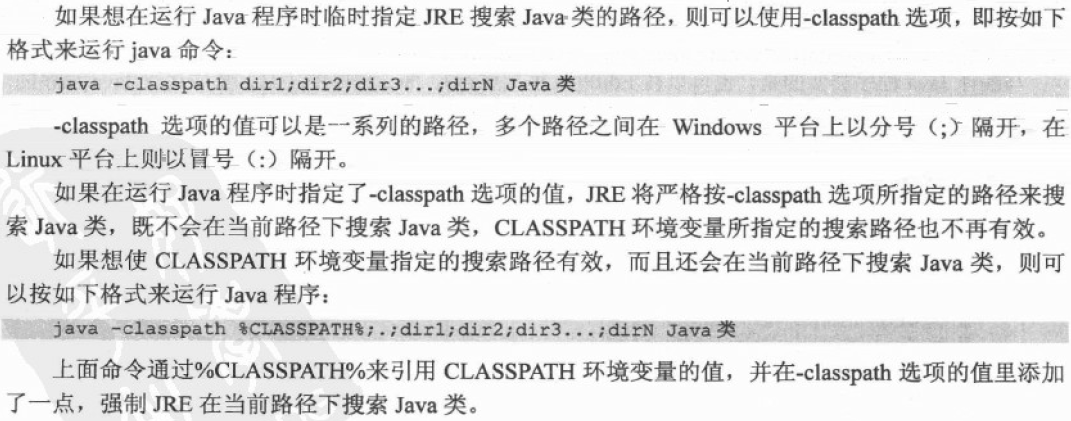 如果想在运行 Java 程序时临时指定 JRE 搜索 Java 类的路径，则可以使用-classpath 选项，即按如下
格式来运行 java 命令：
java -classpath dir1;dir2;dir3...;dirN Java 类
-classpath 选项的值可以是一系列的路径，多个路径之间在 Windows 平台上以分号（;）隔开，在
Linux 平台上则以冒号（:）隔开。
如果在运行 Java 程序时指定了-classpath 选项的值，JRE 将严格按-classpath 选项所指定的路径来搜
索 Java 类，既不会在当前路径下搜索 Java 类，CLASSPATH 环境变量所指定的搜索路径也不再有效。
如果想使 CLASSPATH 环境变量指定的搜索路径有效，而且还会在当前路径下搜索 Java 类，则可
以按如下格式来运行 Java 程序：
java -classpath %CLASSPATH%;.;dir1;dir2;dir3...;dirN Java 类
上面命令通过%CLASSPATH%来引用 CLASSPATH 环境变量的值，并在-classpath 选项的值里添加
了一点，强制 JRE 在当前路径下搜索 Java 类。